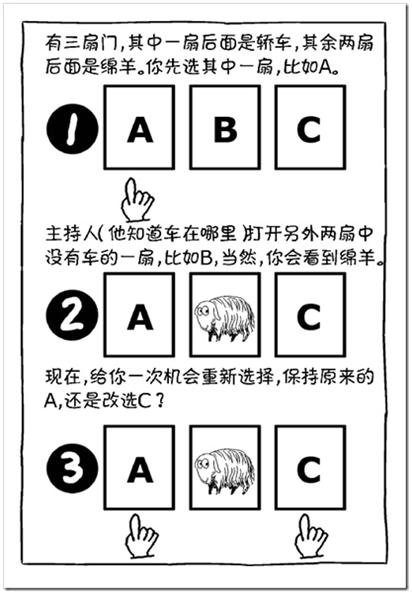 有三扇门,其中一扇后面是轿车,其余两扇
后面是绵羊。你先选其中一扇,比如A。
1 A B C
主持人(他知道车在哪里)打开另外两扇中
没有车的一扇,比如B,当然,你会看到绵羊。
2 A C
现在,给你一次机会重新选择,保持原来的
A,还是改选C?
3 A C